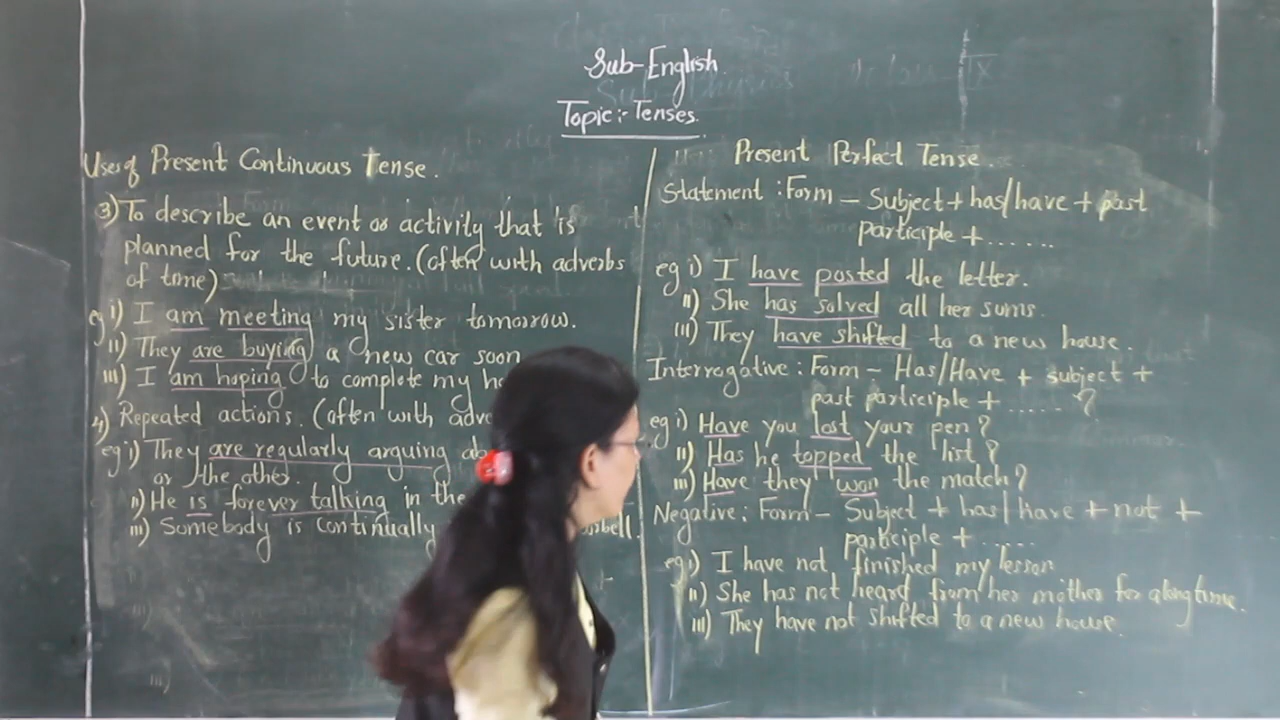 Sub-English
Topic:- Tenses.
Uses of Present Continuous Tense.
3) To describe an event or activity that is
planned for the future. (often with adverbs
of time)
eg i) I am meeting my sister tomorrow.
ii) They are buying a new car soon
iii) I am hoping to complete my
4) Repeated actions. (often with
eg i) They are regularly arguing
or the other.
ii) He is forever talking in the
iii) Somebody is continually
Present Perfect Tense.
Statement : Form – Subject + has/have + past
participle + ......
eg i) I have posted the letter.
ii) She has solved all her sums.
iii) They have shifted to a new house.
Interrogative : Form – Has/Have + subject +
past participle + ...... ?
eg i) Have you lost your pen?
ii) Has he topped the list?
iii) Have they won the match?
Negative : Form – Subject + has/have + not +
participle + ......
eg i) I have not finished my lesson
ii) She has not heard from her mother for a long time.
iii) They have not shifted to a new house.